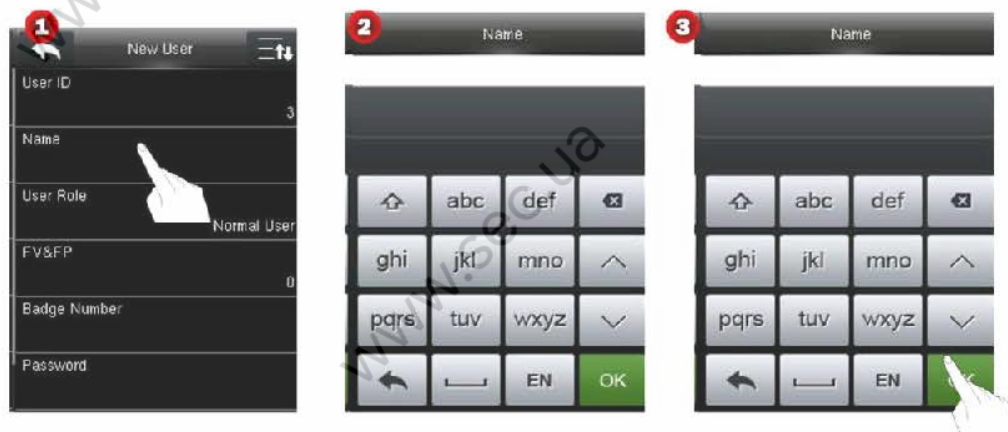 1
New User
User ID
3
Name
User Role
Normal User
FV&FP
0
Badge Number
Password
2
Name
abc def
ghi jkl mno
pqrs tuv wxyz
EN OK
3
Name
abc def
ghi jkl mno
pqrs tuv wxyz
EN OK
www.sec.ua